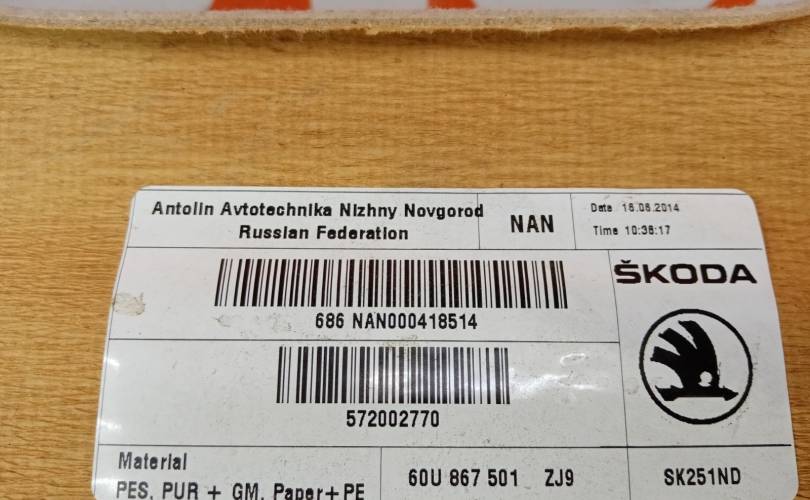 Antolin Avtotechnika Nizhny Novgorod
Russian Federation
NAN
Date 16.06.2014
Time 10:36:17
ŠKODA
686 NAN000418514
572002770
Material
PES, PUR + GM, Paper+PE
60U 867 501 ZJ9
SK251ND